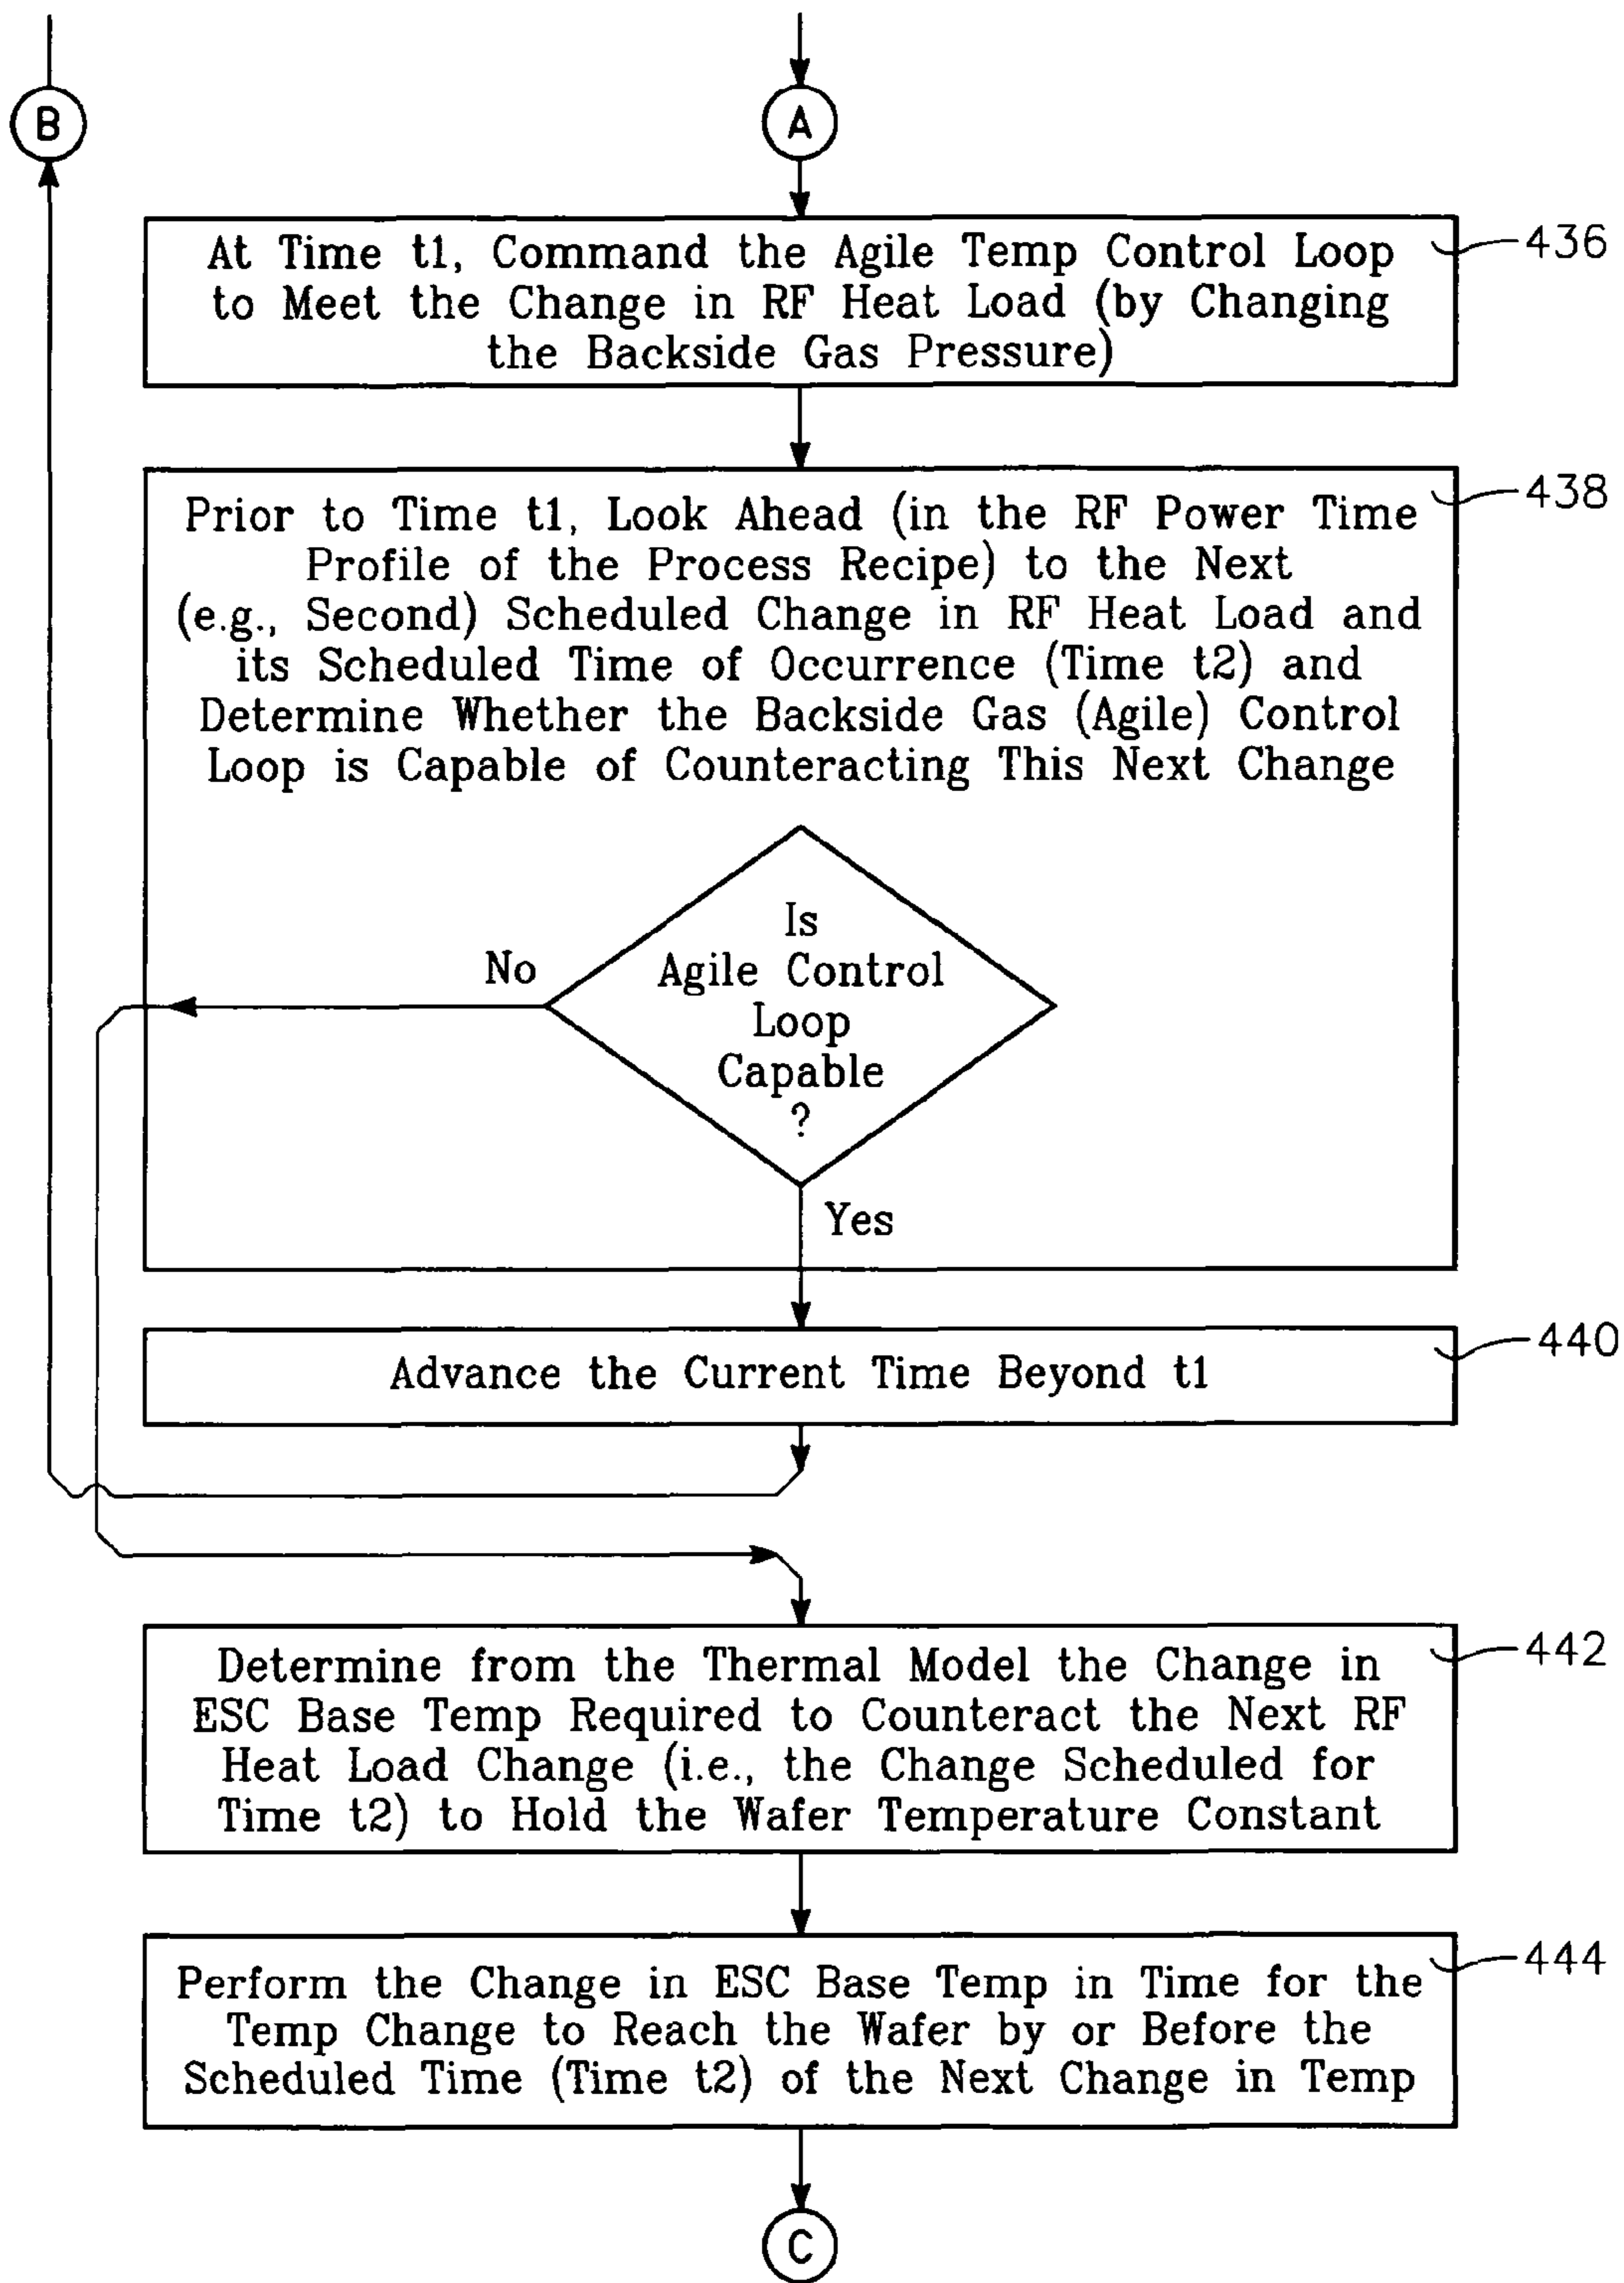 B
A
At Time t1, Command the Agile Temp Control Loop
to Meet the Change in RF Heat Load (by Changing
the Backside Gas Pressure)
436
Prior to Time t1, Look Ahead (in the RF Power Time
Profile of the Process Recipe) to the Next
(e.g., Second) Scheduled Change in RF Heat Load and
its Scheduled Time of Occurrence (Time t2) and
Determine Whether the Backside Gas (Agile) Control
Loop is Capable of Counteracting This Next Change
438
Is
Agile Control
Loop
Capable
?
No
Yes
Advance the Current Time Beyond t1
440
Determine from the Thermal Model the Change in
ESC Base Temp Required to Counteract the Next RF
Heat Load Change (i.e., the Change Scheduled for
Time t2) to Hold the Wafer Temperature Constant
442
Perform the Change in ESC Base Temp in Time for the
Temp Change to Reach the Wafer by or Before the
Scheduled Time (Time t2) of the Next Change in Temp
444
C